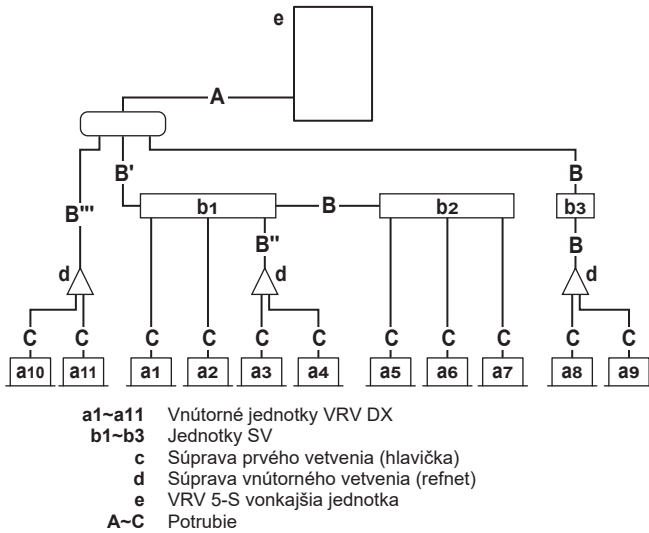 e
A
B'
B
B
B'''
b1
b2
b3
B''
B
d
d
d
C C C C C C C C C C C
a10 a11 a1 a2 a3 a4 a5 a6 a7 a8 a9
a1~a11 Vnútorné jednotky VRV DX
b1~b3 Jednotky SV
c Súprava prvého vetvenia (hlavička)
d Súprava vnútorného vetvenia (refnet)
e VRV 5-S vonkajšia jednotka
A~C Potrubie